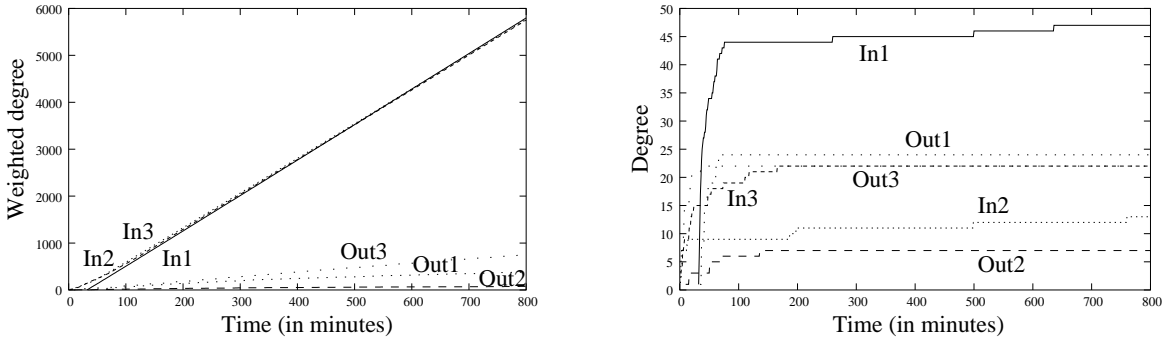 6000
5000
4000
3000
2000
1000
0
0 100 200 300 400 500 600 700 800
Weighted degree
Time (in minutes)
In3
In2
In1
Out3
Out1
Out2
50
45
40
35
30
25
20
15
10
5
0
0 100 200 300 400 500 600 700 800
Degree
Time (in minutes)
In1
Out1
Out3
In3
In2
Out2